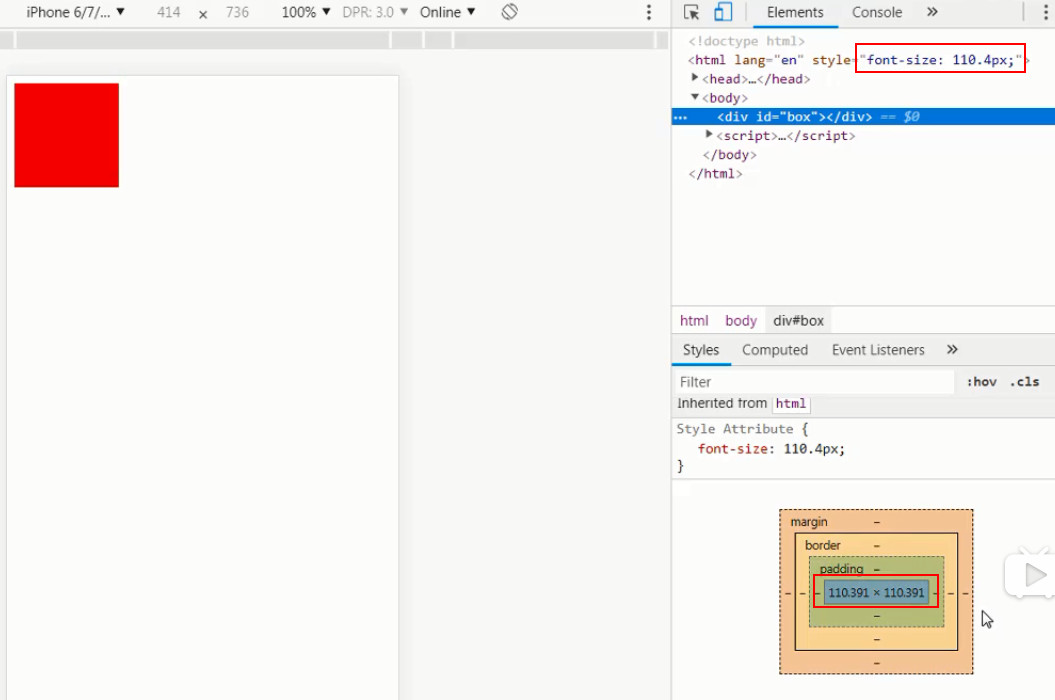 iPhone 6/7/... ▼ 414 x 736 100% ▼ DPR: 3.0 ▼ Online ▼
Elements Console »
<!doctype html>
<html lang="en" style="font-size: 110.4px;">
▶<head>…</head>
▼<body>
••• <div id="box"></div> == $0
▶<script>…</script>
</body>
</html>
html body div#box
Styles Computed Event Listeners »
Filter :hov .cls
Inherited from html
Style Attribute {
font-size: 110.4px;
}
margin –
border –
padding –
– – – 110.391 × 110.391 – – –
–
–
–